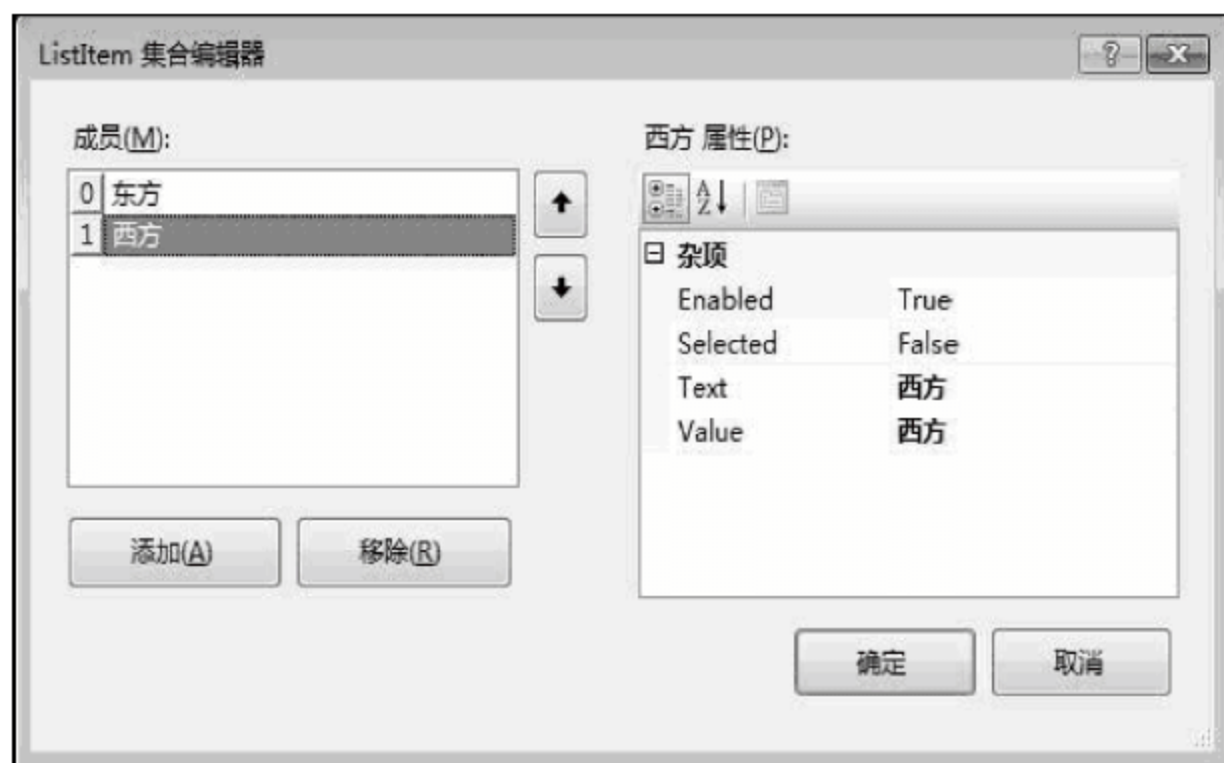 ListItem 集合编辑器
成员(M):
0 东方
1 西方
添加(A)
移除(R)
西方 属性(P):
杂项
Enabled True
Selected False
Text 西方
Value 西方
确定
取消